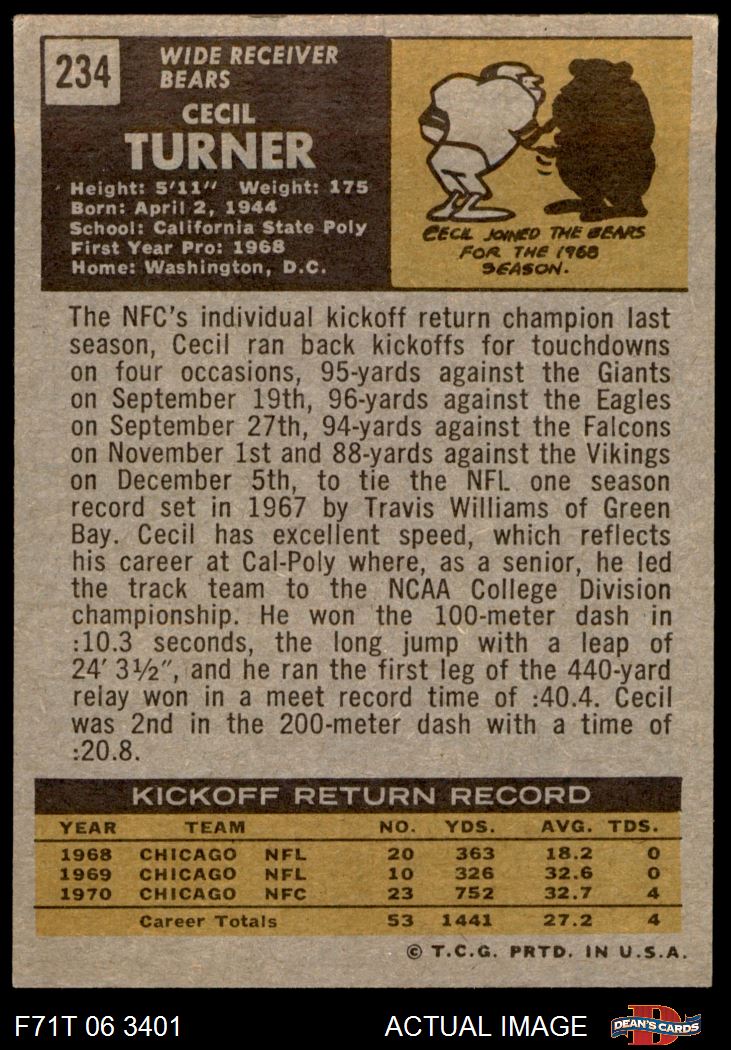 234
WIDE RECEIVER
BEARS
CECIL
TURNER
Height: 5'11" Weight: 175
Born: April 2, 1944
School: California State Poly
First Year Pro: 1968
Home: Washington, D.C.
CECIL JOINED THE BEARS
FOR THE 1968
SEASON.
The NFC's individual kickoff return champion last
season, Cecil ran back kickoffs for touchdowns
on four occasions, 95-yards against the Giants
on September 19th, 96-yards against the Eagles
on September 27th, 94-yards against the Falcons
on November 1st and 88-yards against the Vikings
on December 5th, to tie the NFL one season
record set in 1967 by Travis Williams of Green
Bay. Cecil has excellent speed, which reflects
his career at Cal-Poly where, as a senior, he led
the track team to the NCAA College Division
championship. He won the 100-meter dash in
:10.3 seconds, the long jump with a leap of
24' 3½", and he ran the first leg of the 440-yard
relay won in a meet record time of :40.4. Cecil
was 2nd in the 200-meter dash with a time of
:20.8.
KICKOFF RETURN RECORD
YEAR TEAM NO. YDS. AVG. TDS.
1968 CHICAGO NFL 20 363 18.2 0
1969 CHICAGO NFL 10 326 32.6 0
1970 CHICAGO NFC 23 752 32.7 4
Career Totals 53 1441 27.2 4
© T.C.G. PRTD. IN U.S.A.
F71T 06 3401 ACTUAL IMAGE D DEAN'S CARDS